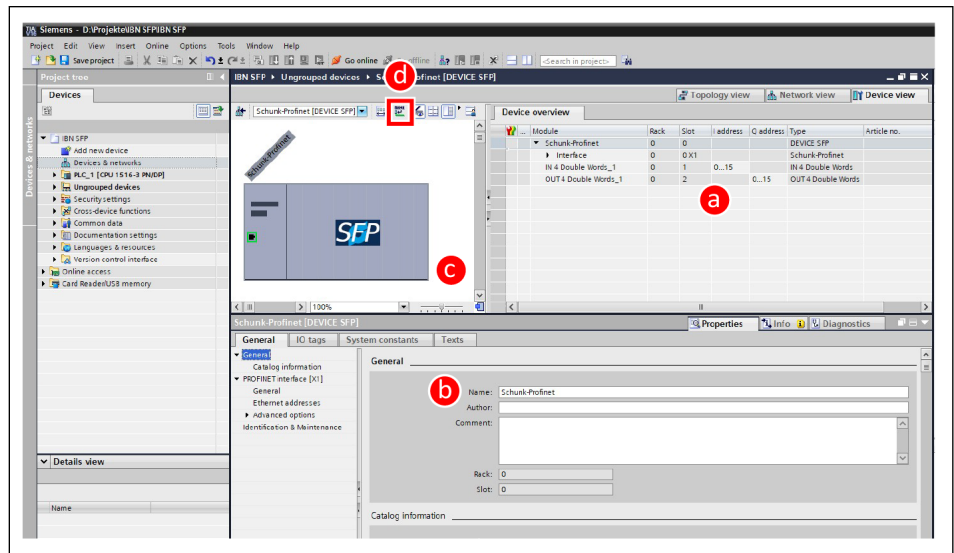 Siemens - D:\Projekte\IBN SFP\IBN SFP
Project Edit View Insert Online Options Tools Window Help
Save project Go online offline <Search in project>
Project tree
IBN SFP ▸ Ungrouped devices ▸ ofinet [DEVICE SFP]
d
Devices
Topology view Network view Device view
Schunk-Profinet [DEVICE SFP]
Device overview
Devices & networks
IBN SFP
Add new device
Devices & networks
PLC_1 [CPU 1516-3 PN/DP]
Ungrouped devices
Security settings
Cross-device functions
Common data
Documentation settings
Languages & resources
Version control interface
Online access
Card Reader/USB memory
Schunk-Profinet
SFP
c
100%
... Module Rack Slot I address Q address Type Article no.
Schunk-Profinet 0 0 DEVICE SFP
Interface 0 0 X1 Schunk-Profinet
IN 4 Double Words_1 0 1 0...15 IN 4 Double Words
OUT 4 Double Words_1 0 2 0...15 OUT 4 Double Words
a
Schunk-Profinet [DEVICE SFP]
Properties Info Diagnostics
General IO tags System constants Texts
General
Catalog information
PROFINET interface [X1]
General
Ethernet addresses
Advanced options
Identification & Maintenance
General
b
Name: Schunk-Profinet
Author:
Comment:
Rack: 0
Slot: 0
Catalog information
Details view
Name